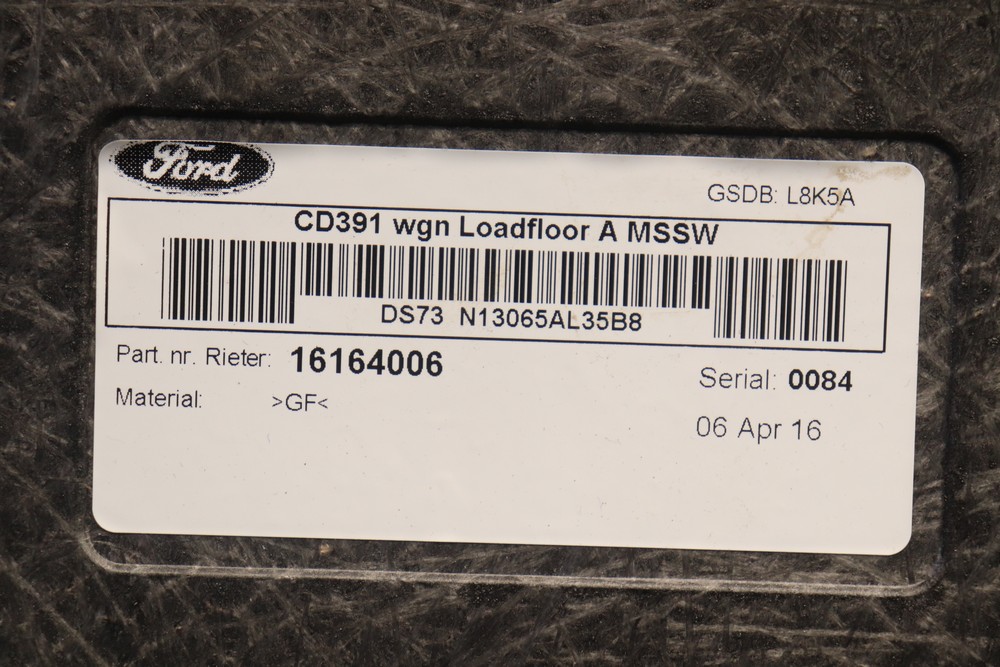 Ford
GSDB: L8K5A
CD391 wgn Loadfloor A MSSW
DS73 N13065AL35B8
Part. nr. Rieter: 16164006
Serial: 0084
Material: >GF<
06 Apr 16